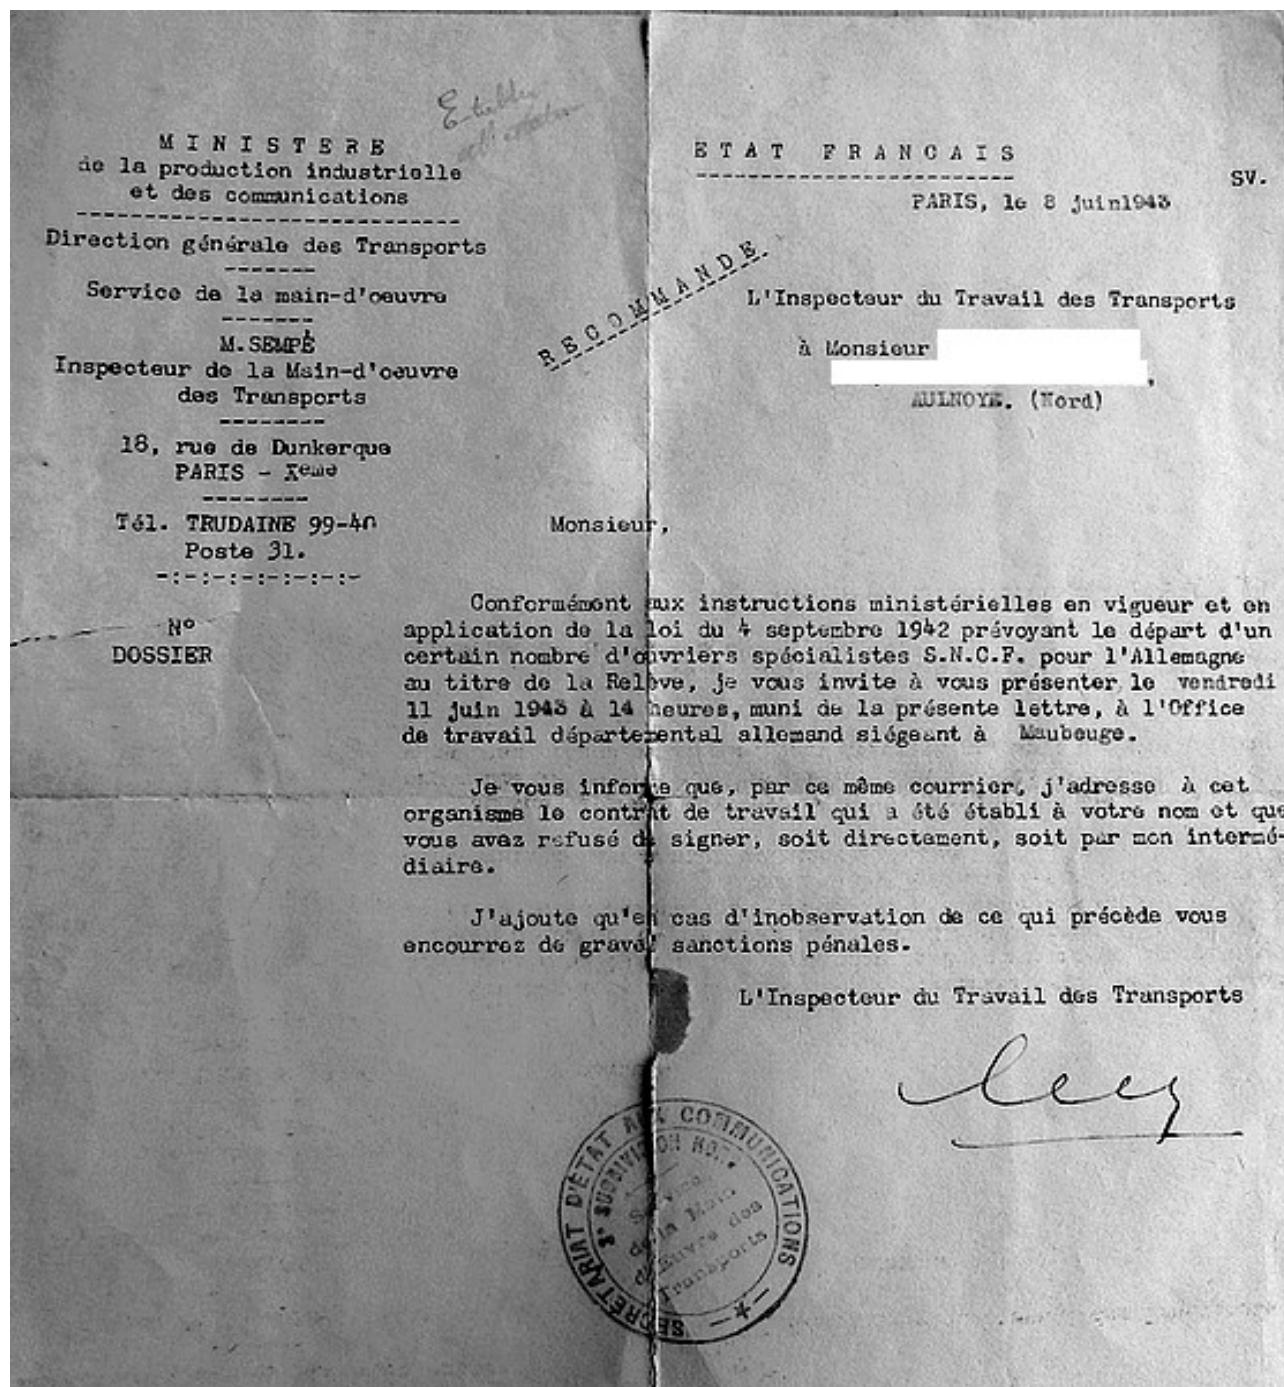 MINISTERE
de la production industrielle
et des communications
Direction générale des Transports
Service de la main-d'oeuvre
M. SEMPÉ
Inspecteur de la Main-d'oeuvre
des Transports
18, rue de Dunkerque
PARIS - Xeme
Tél. TRUDAINE 99-40
Poste 31.
N°
DOSSIER
ETAT FRANCAIS
SV.
PARIS, le 8 juin1943
RECOMMANDE
L'Inspecteur du Travail des Transports
à Monsieur
AULNOYE. (Nord)
Monsieur,
Conformément aux instructions ministérielles en vigueur et en
application de la loi du 4 septembre 1942 prévoyant le départ d'un
certain nombre d'ouvriers spécialistes S.N.C.F. pour l'Allemagne
au titre de la Relève, je vous invite à vous présenter le vendredi
11 juin 1943 à 14 heures, muni de la présente lettre, à l'Office
de travail départemental allemand siégeant à Maubeuge.
Je vous informe que, par ce même courrier, j'adresse à cet
organisme le contrat de travail qui a été établi à votre nom et que
vous avez refusé de signer, soit directement, soit par mon intermé-
diaire.
J'ajoute qu'en cas d'inobservation de ce qui précède vous
encourrez de graves sanctions pénales.
L'Inspecteur du Travail des Transports
SECRÉTARIAT D'ÉTAT AUX COMMUNICATIONS
3e SUBDIVISION
Service
de la Main
d'Œuvre des
Transports